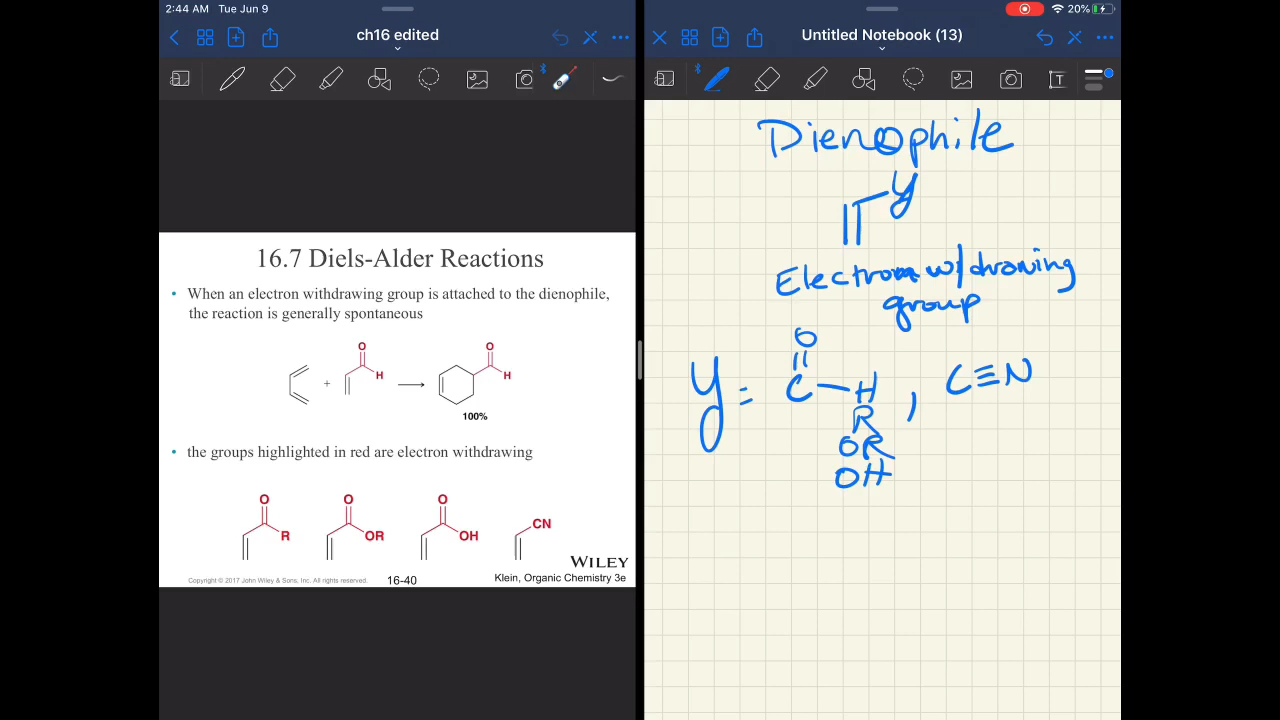 2:44 AM Tue Jun 9
20%
ch16 edited
Untitled Notebook (13)
T
16.7 Diels-Alder Reactions
• When an electron withdrawing group is attached to the dienophile,
the reaction is generally spontaneous
O
H
+
O
H
100%
• the groups highlighted in red are electron withdrawing
O
R
O
OR
O
OH
CN
WILEY
Copyright © 2017 John Wiley & Sons, Inc. All rights reserved.
16-40
Klein, Organic Chemistry 3e
Dienophile
y
Electron w/drawing
group
O
y = C-H, C≡N
R
OR
OH